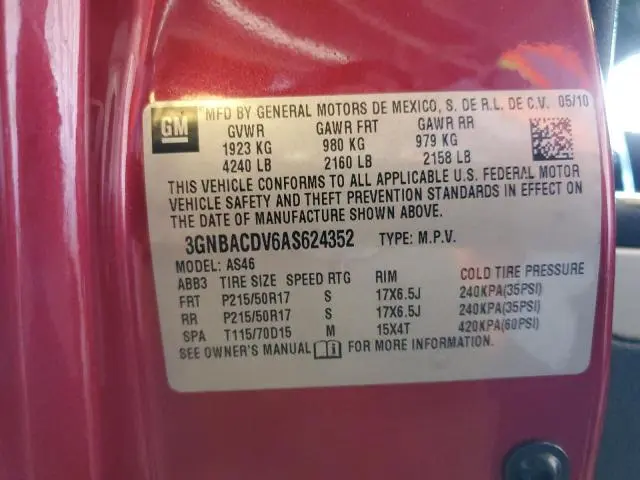 GM
MFD BY GENERAL MOTORS DE MEXICO, S. DE R.L. DE C.V. 05/10
GVWR GAWR FRT GAWR RR
1923 KG 980 KG 979 KG
4240 LB 2160 LB 2158 LB
THIS VEHICLE CONFORMS TO ALL APPLICABLE U.S. FEDERAL MOTOR
VEHICLE SAFETY AND THEFT PREVENTION STANDARDS IN EFFECT ON
THE DATE OF MANUFACTURE SHOWN ABOVE.
3GNBACDV6AS624352 TYPE: M.P.V.
MODEL: AS46
ABB3 TIRE SIZE SPEED RTG RIM COLD TIRE PRESSURE
FRT P215/50R17 S 17X6.5J 240KPA(35PSI)
RR P215/50R17 S 17X6.5J 240KPA(35PSI)
SPA T115/70D15 M 15X4T 420KPA(60PSI)
SEE OWNER'S MANUAL FOR MORE INFORMATION.